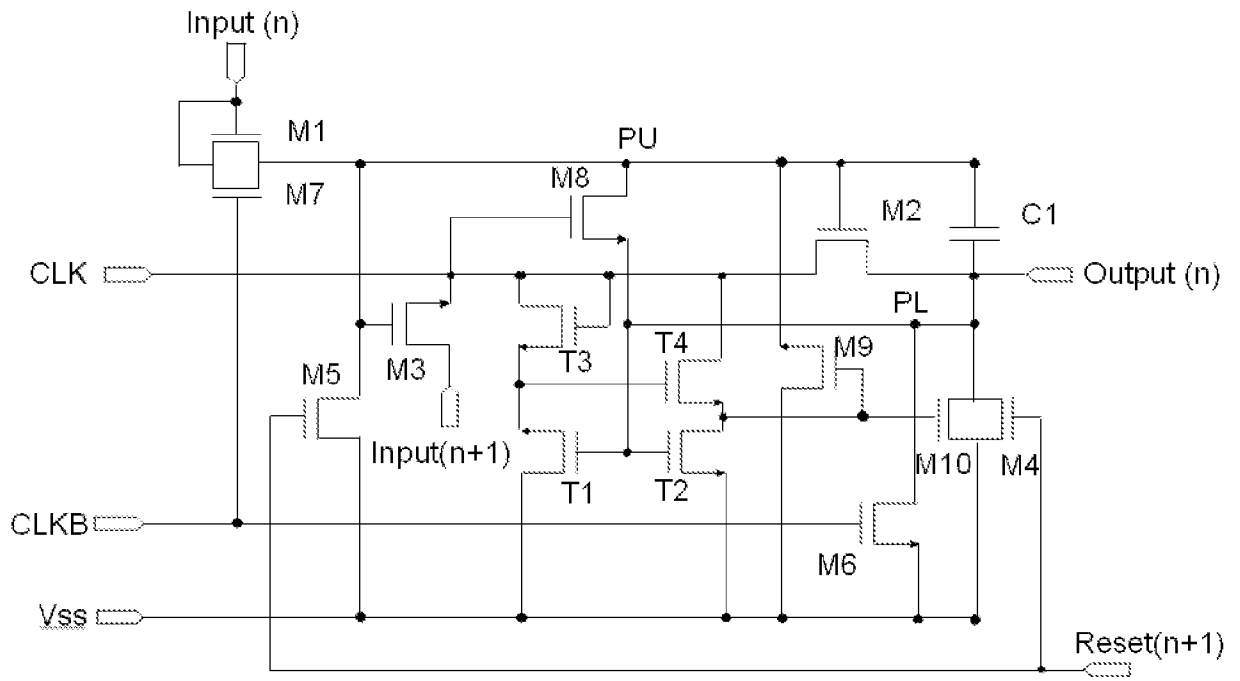 Input (n)
M1
PU
M8
M7
M2
C1
CLK
Output (n)
PL
T3
T4
M9
M5
M3
Input(n+1)
T1
T2
M10
M4
CLKB
M6
Vss
Reset(n+1)